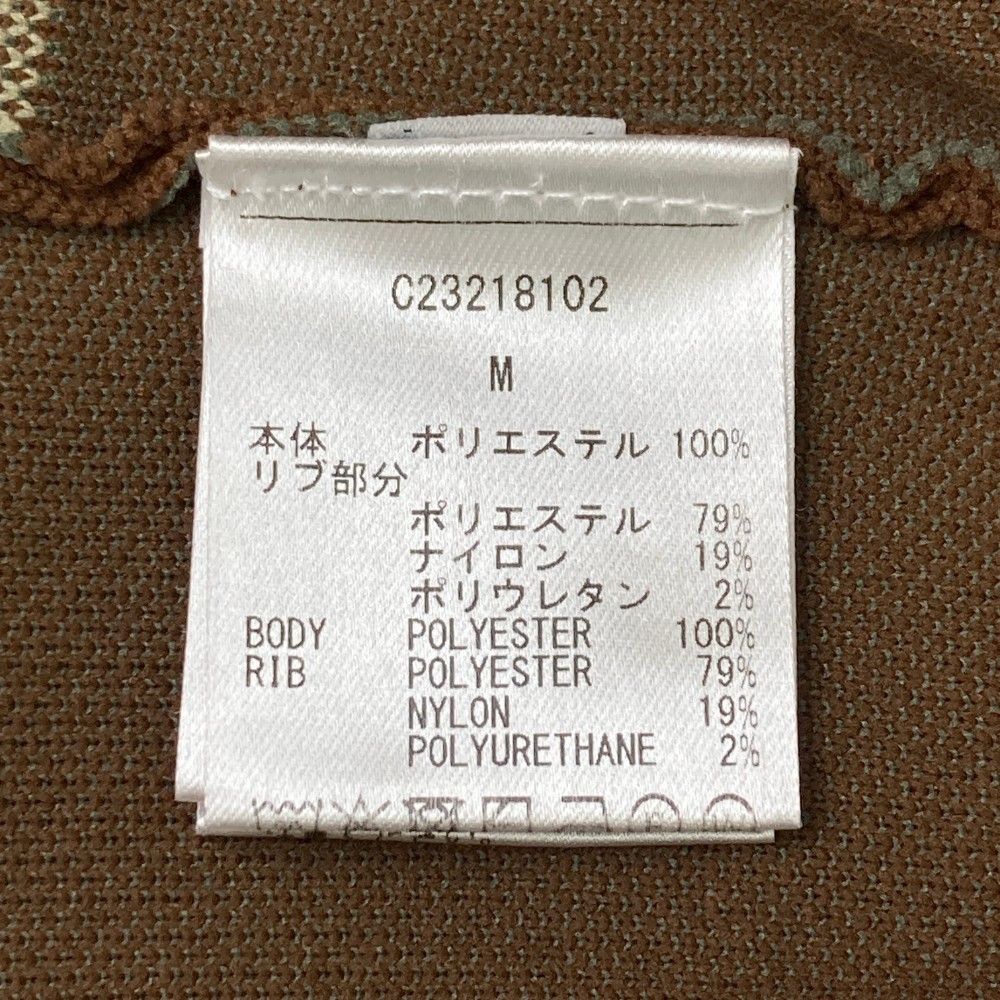 C23218102
M
本体 ポリエステル 100%
リブ部分
ポリエステル 79%
ナイロン 19%
ポリウレタン 2%
BODY POLYESTER 100%
RIB POLYESTER 79%
NYLON 19%
POLYURETHANE 2%